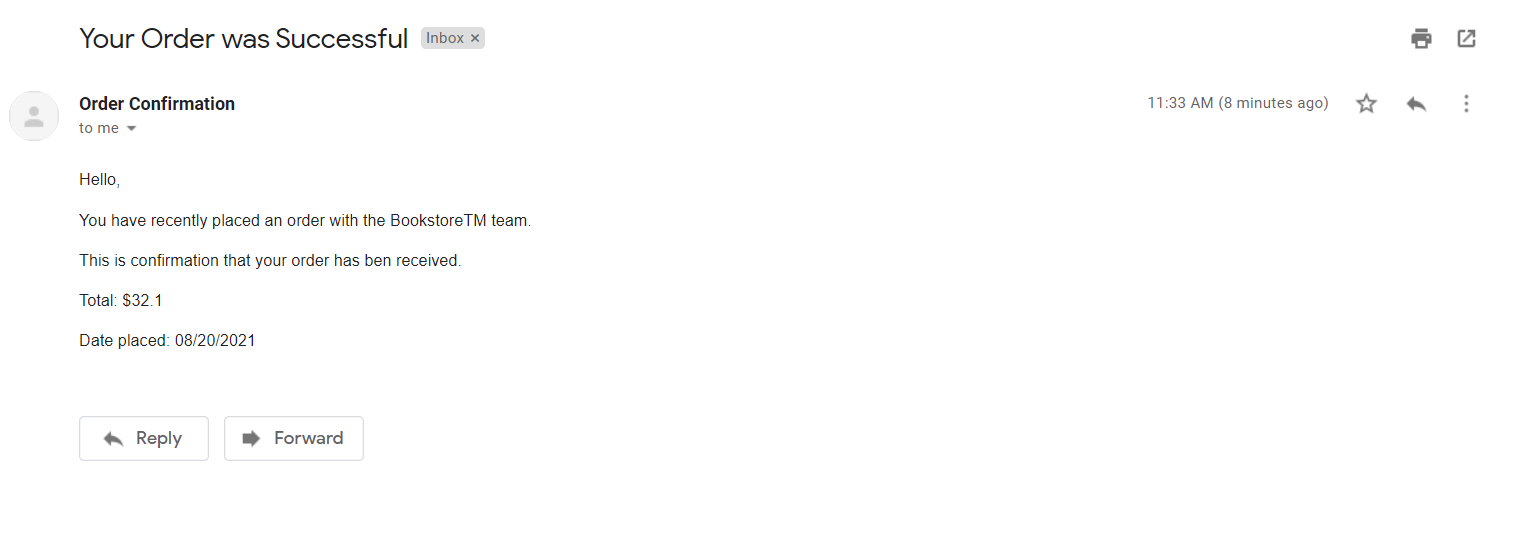 Your Order was Successful Inbox ×
Order Confirmation 11:33 AM (8 minutes ago)
to me
Hello,
You have recently placed an order with the BookstoreTM team.
This is confirmation that your order has ben received.
Total: $32.1
Date placed: 08/20/2021
Reply Forward